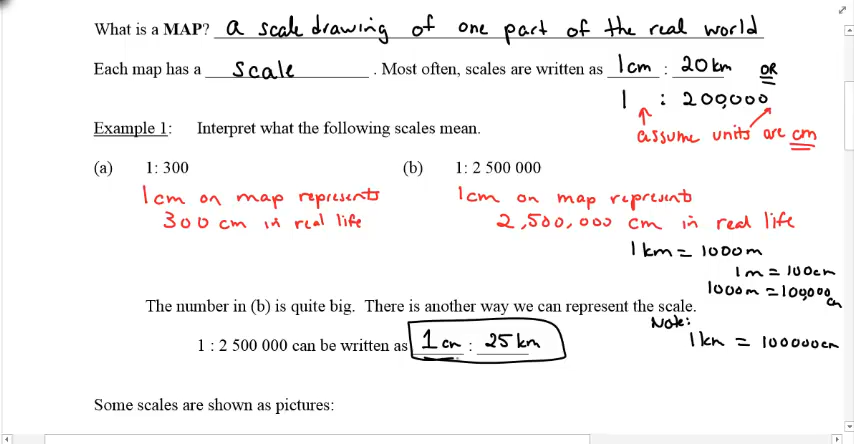 What is a MAP? a scale drawing of one part of the real world
Each map has a scale. Most often, scales are written as 1cm : 20km OR
1 : 200,000
assume units are cm
Example 1: Interpret what the following scales mean.
(a) 1: 300 (b) 1: 2 500 000
1cm on map represents
300 cm in real life
1cm on map represents
2,500,000 cm in real life
1km = 1000m
1m = 100cm
1000m = 100,000 cm
The number in (b) is quite big. There is another way we can represent the scale.
Note:
1 : 2 500 000 can be written as 1 cm : 25 km
1km = 100000cm
Some scales are shown as pictures: